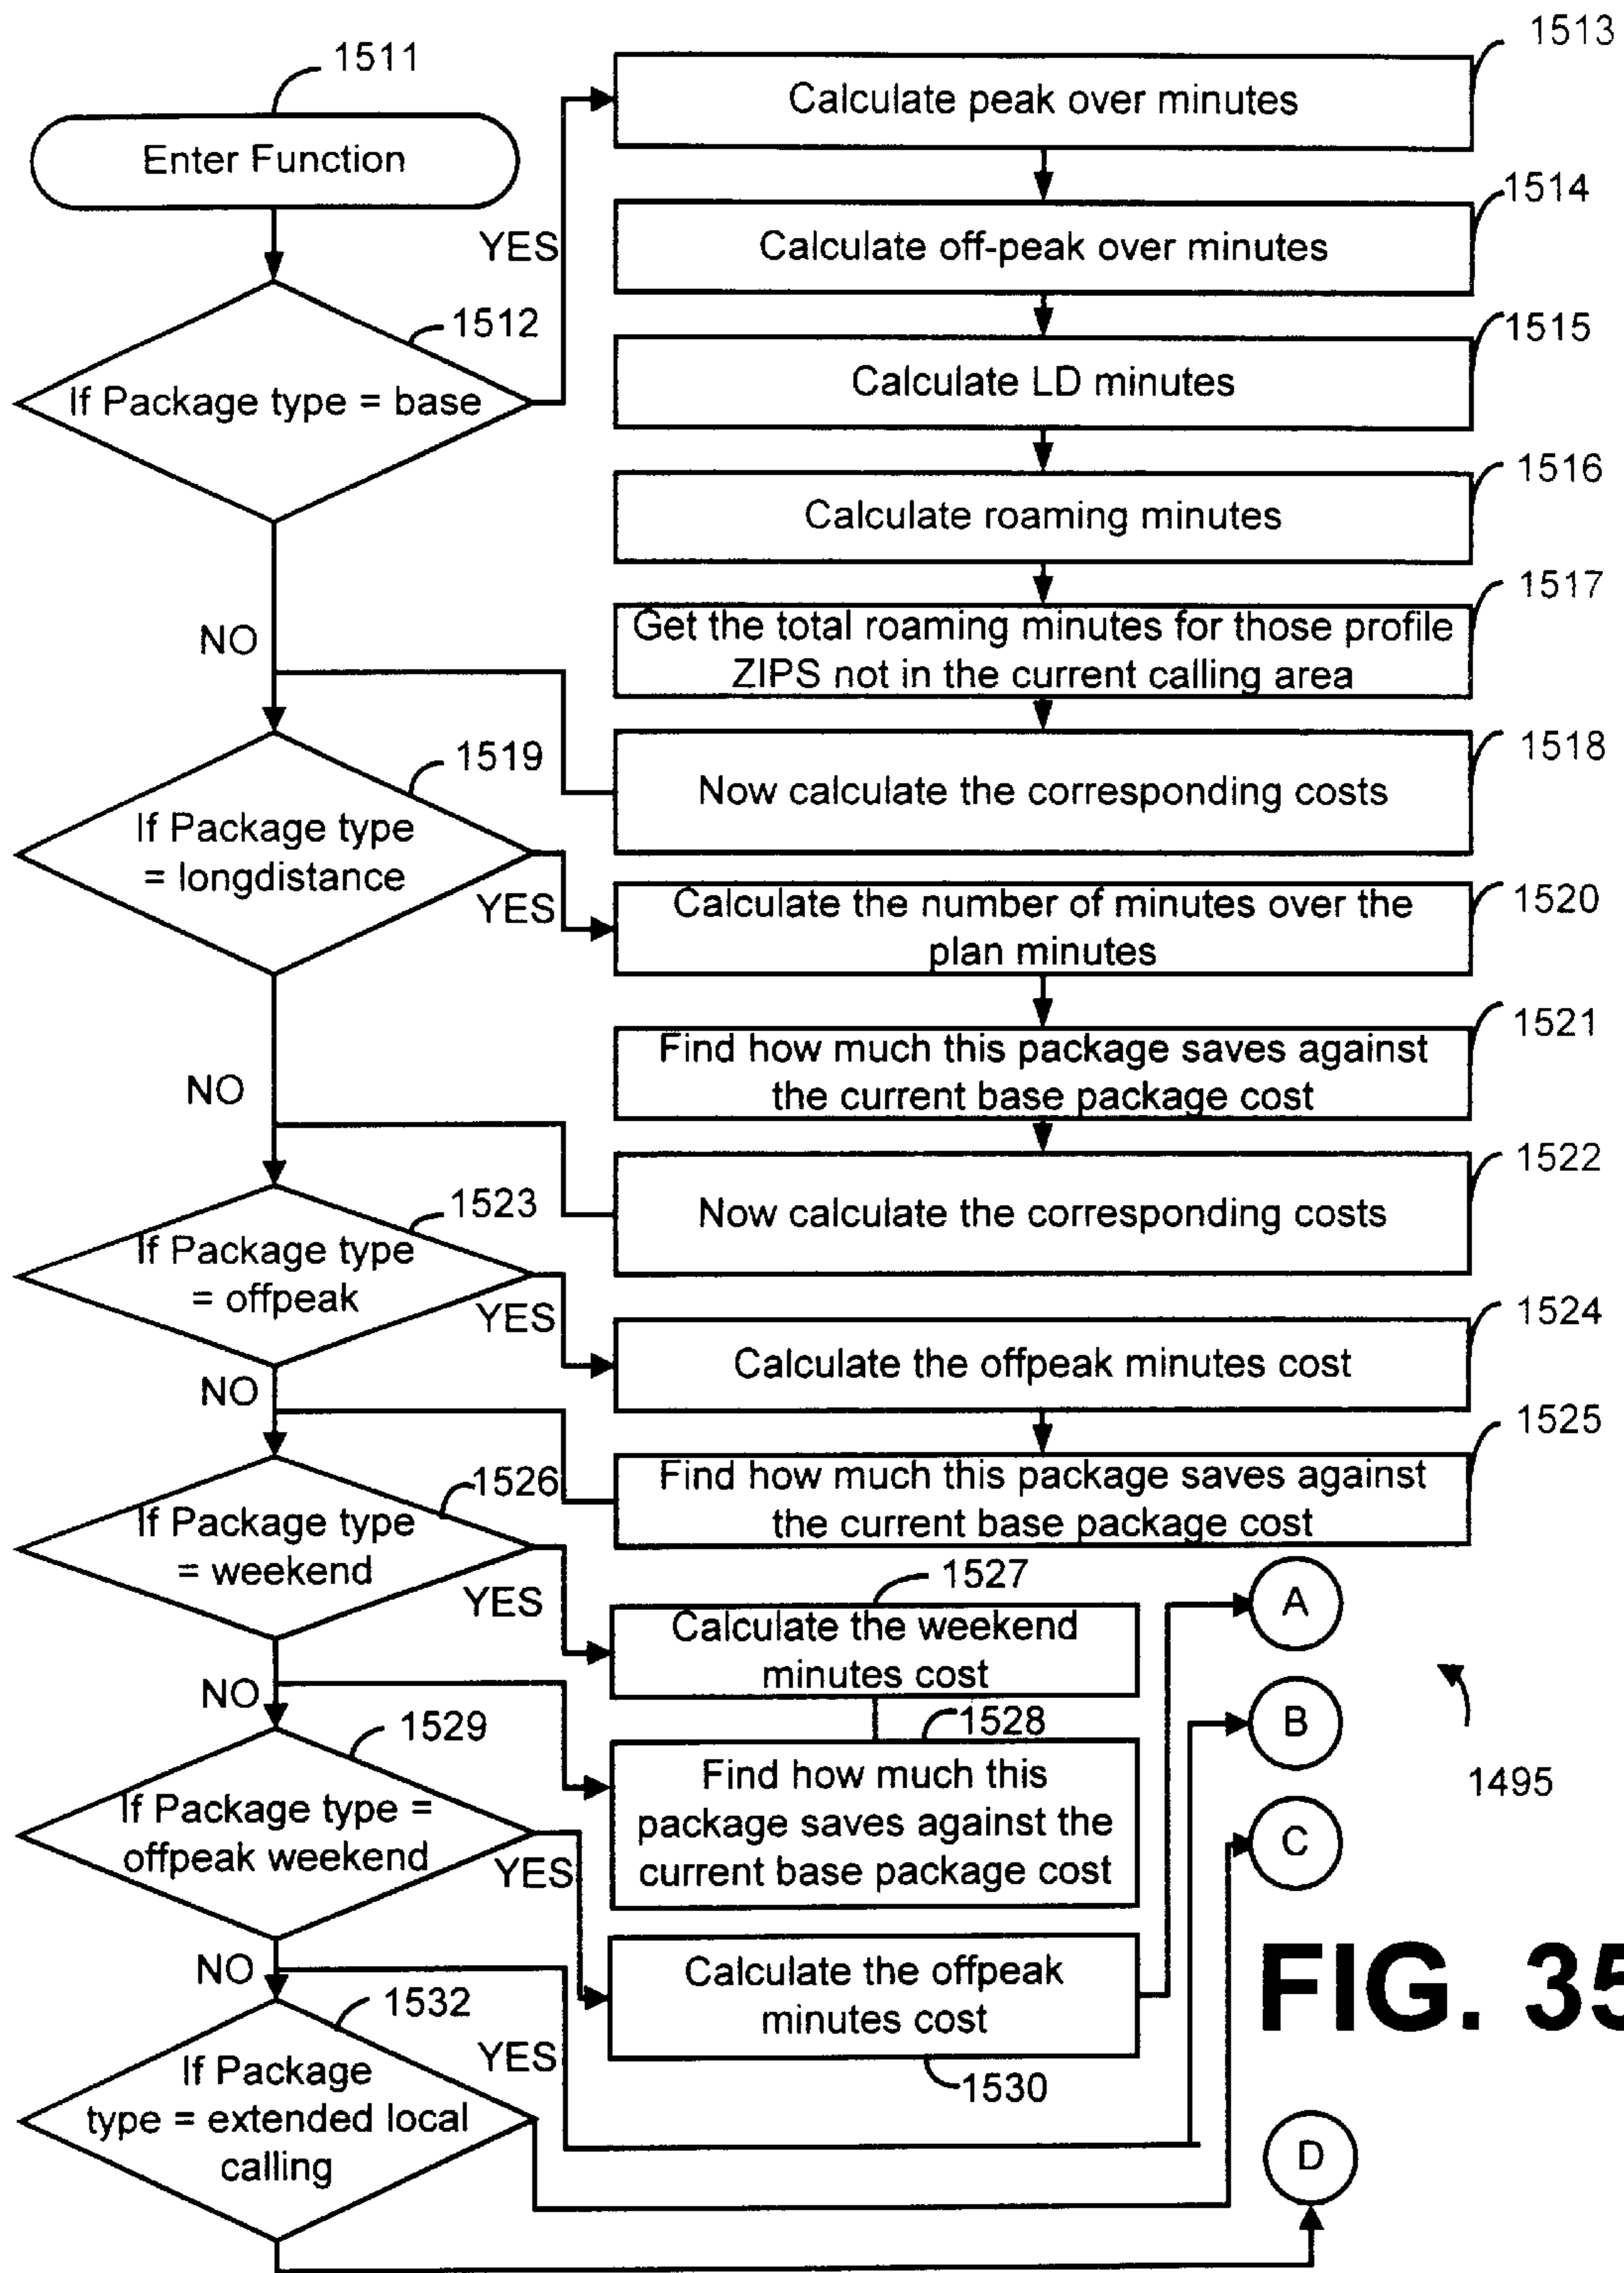 1511
Enter Function
1512
If Package type = base
YES
NO
1513
Calculate peak over minutes
1514
Calculate off-peak over minutes
1515
Calculate LD minutes
1516
Calculate roaming minutes
1517
Get the total roaming minutes for those profile
ZIPS not in the current calling area
1518
Now calculate the corresponding costs
1519
If Package type
= longdistance
YES
NO
1520
Calculate the number of minutes over the
plan minutes
1521
Find how much this package saves against
the current base package cost
1522
Now calculate the corresponding costs
1523
If Package type
= offpeak
YES
NO
1524
Calculate the offpeak minutes cost
1525
Find how much this package saves against
the current base package cost
1526
If Package type
= weekend
YES
NO
1527
Calculate the weekend
minutes cost
1528
Find how much this
package saves against the
current base package cost
1529
If Package type =
offpeak weekend
YES
NO
Calculate the offpeak
minutes cost
1530
1532
If Package
type = extended local
calling
YES
A
B
C
D
1495
FIG. 35